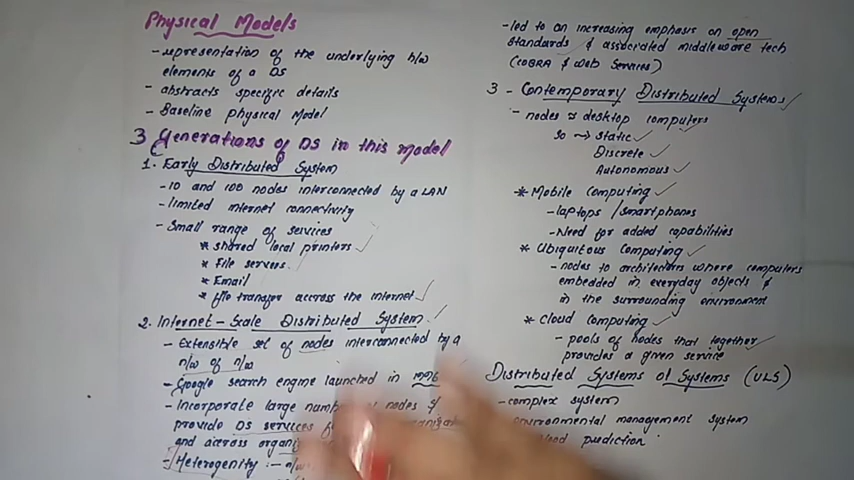 Physical Models
- representation of the underlying h/w
elements of a DS
- abstracts specific details
- Baseline physical Model
3 Generations of DS in this model
1. Early Distributed System
- 10 and 100 nodes interconnected by a LAN
- limited internet connectivity
- Small range of services
* shared local printers
* File servers
* Email
* file transfer accross the internet
2. Internet-Scale Distributed System
- Extensible set of nodes interconnected by a
n/w of n/w
- Google search engine launched in
- Incorporate large number nodes &
provide DS services
and across
- Heterogenity :- n/w
- led to an increasing emphasis on open
standards & associated middleware tech
(COBRA & Web Services)
3 - Contemporary Distributed Systems
- nodes ≈ desktop computers
so → static
Discrete
Autonomous
* Mobile Computing
- laptops / smartphones
- Need for added capabilities
* Ubiquitous Computing
- nodes to architecture where computers
embedded in everyday objects &
in the surrounding environment
* Cloud Computing
- pools of nodes that together
provides a given service
Distributed Systems of Systems (ULS)
- complex system
environmental management system
prediction